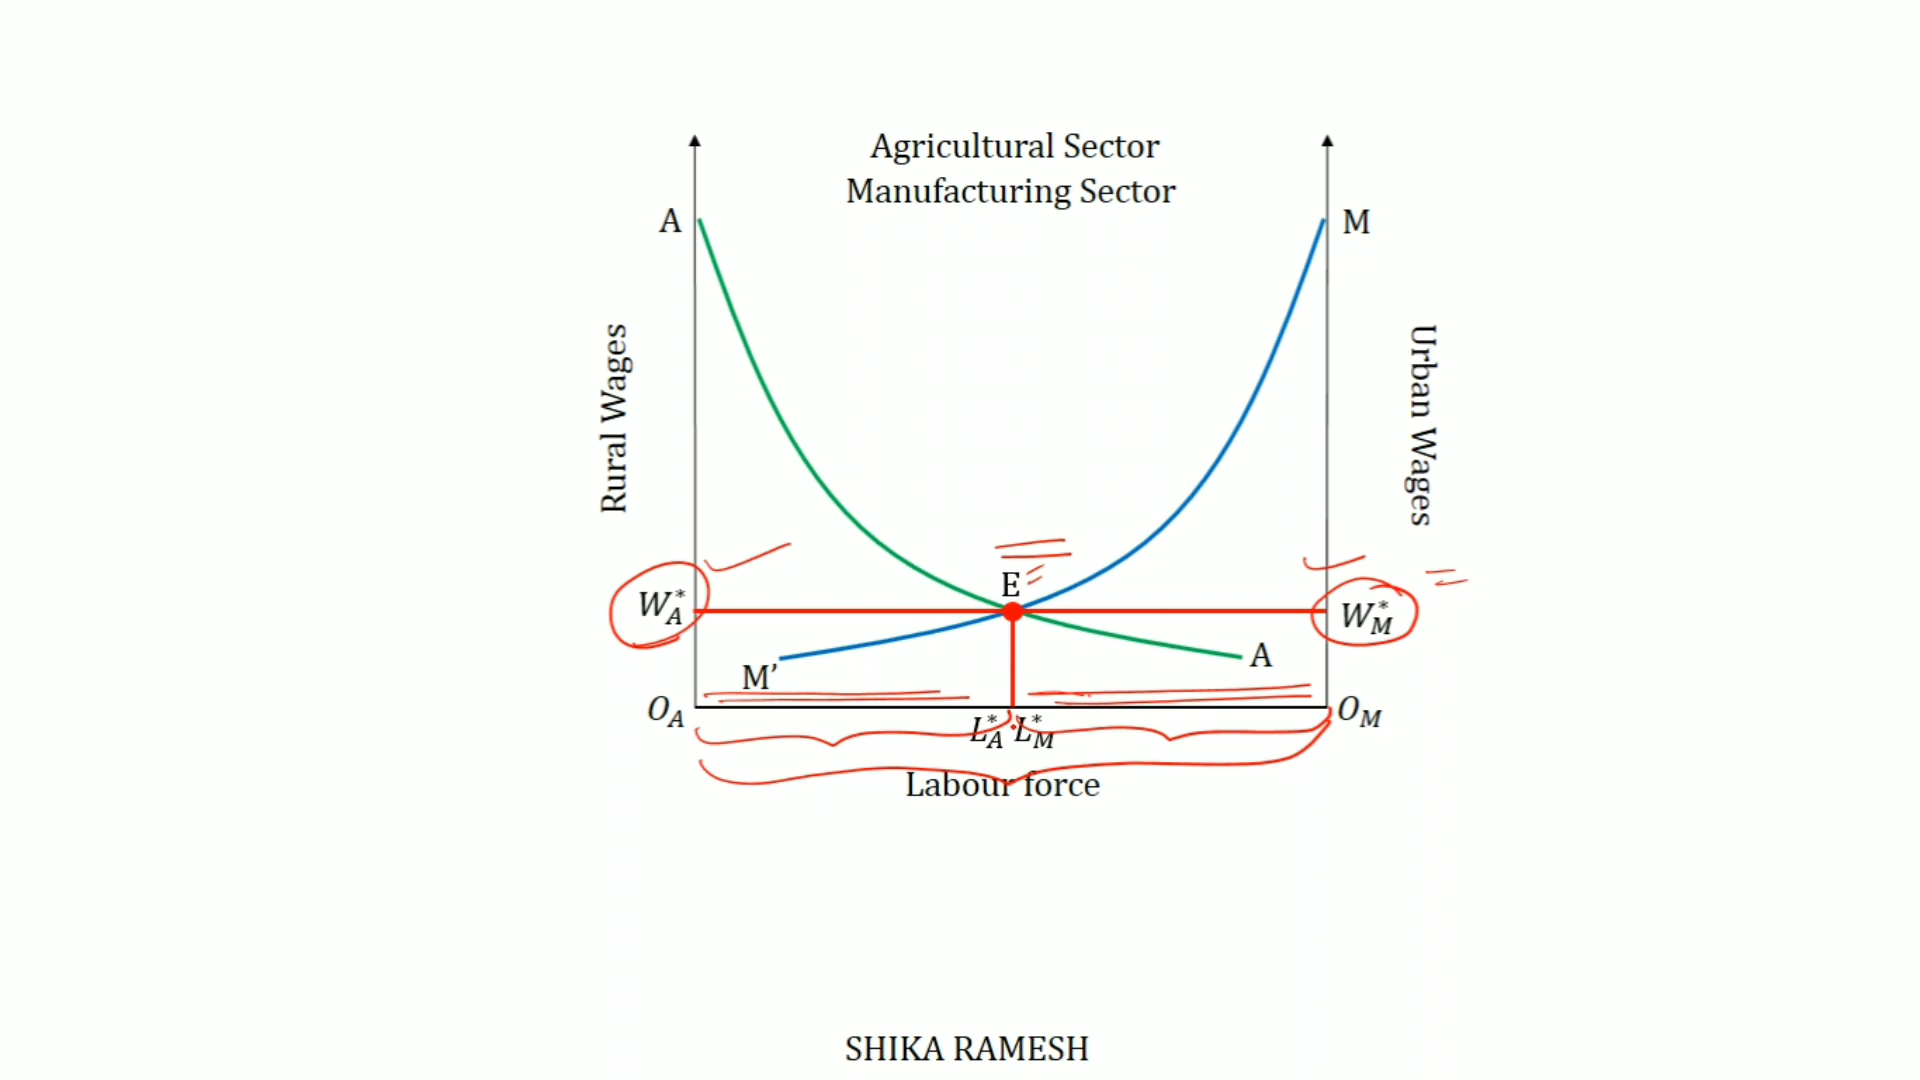 Agricultural Sector
Manufacturing Sector
A
M
Rural Wages
Urban Wages
E
W*A
W*M
M’
A
OA
L*A
L*M
OM
Labour force
SHIKA RAMESH